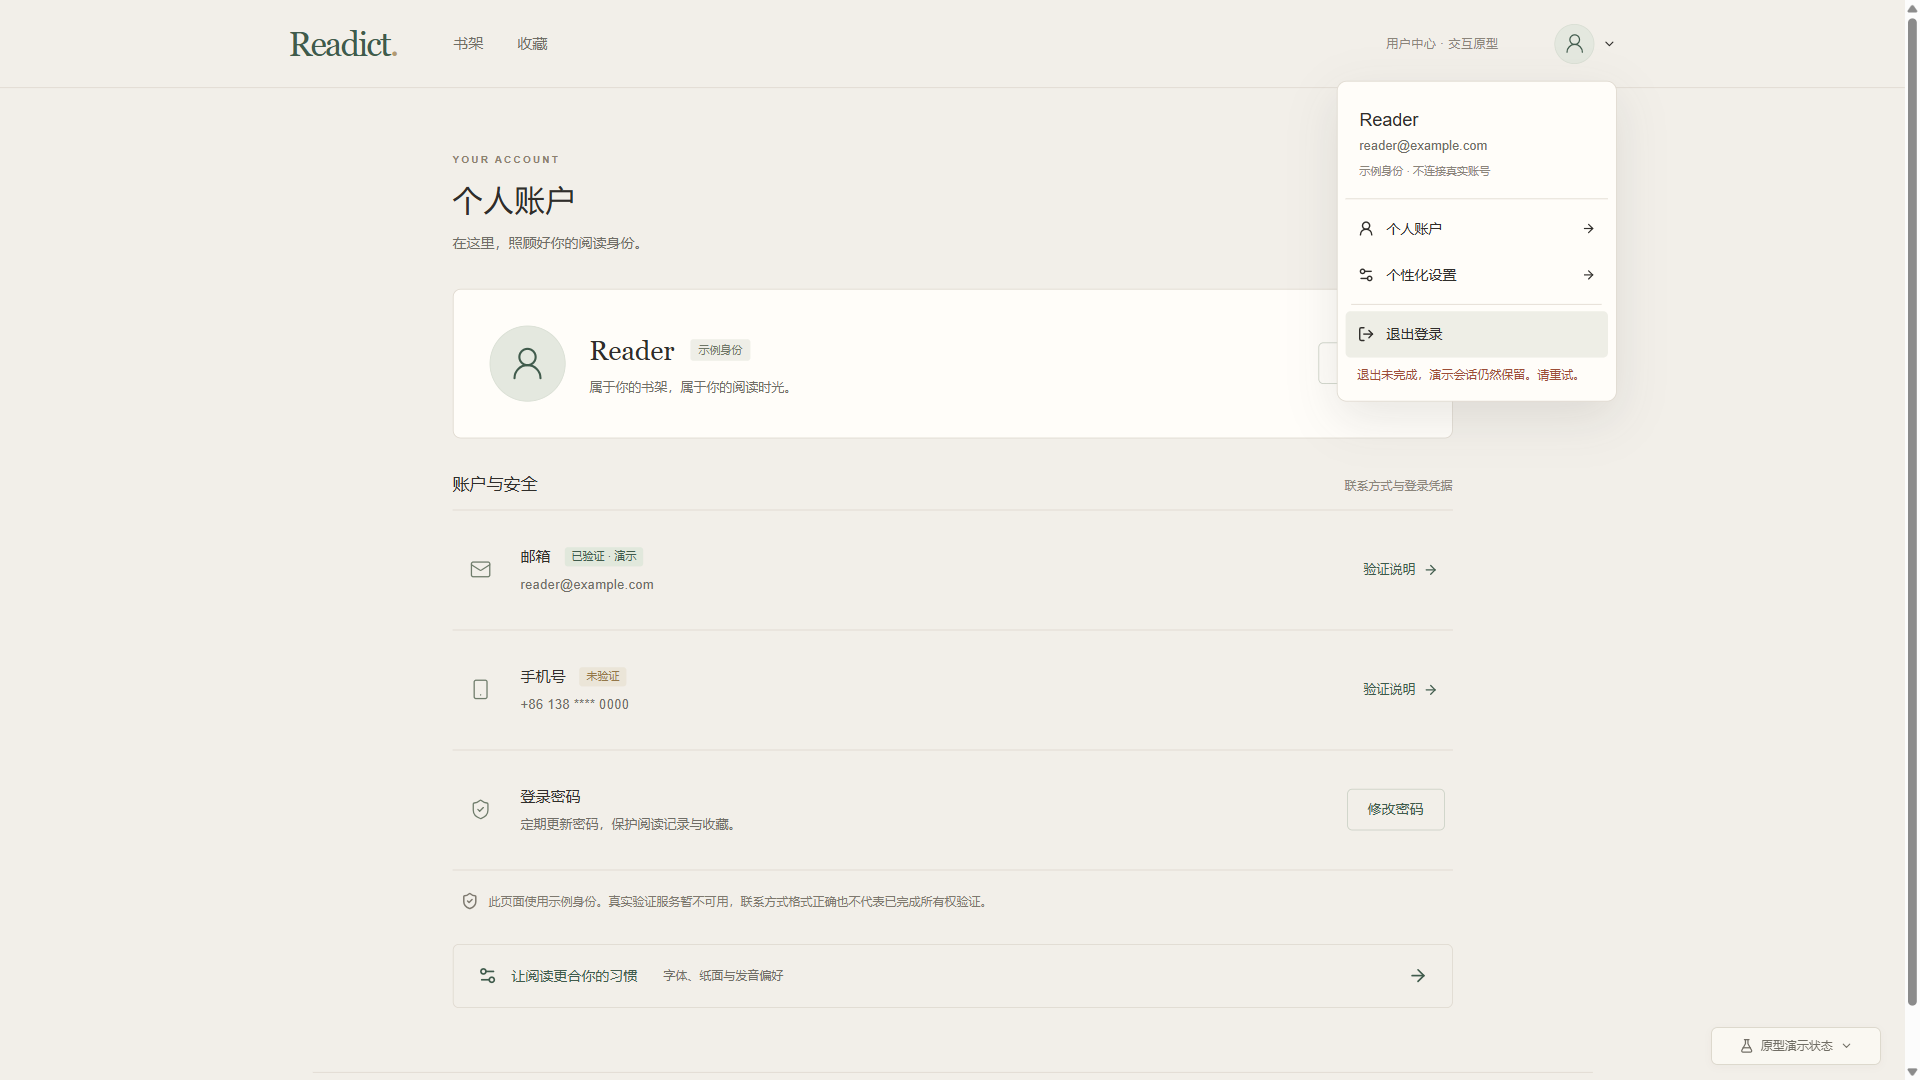 Readict.
书架
收藏
用户中心 · 交互原型
Reader
reader@example.com
示例身份 · 不连接真实账号
个人账户
个性化设置
退出登录
退出未完成，演示会话仍然保留。请重试。
YOUR ACCOUNT
个人账户
在这里，照顾好你的阅读身份。
Reader
示例身份
属于你的书架，属于你的阅读时光。
账户与安全
联系方式与登录凭据
邮箱
已验证 · 演示
reader@example.com
验证说明
手机号
未验证
+86 138 **** 0000
验证说明
登录密码
定期更新密码，保护阅读记录与收藏。
修改密码
此页面使用示例身份。真实验证服务暂不可用，联系方式格式正确也不代表已完成所有权验证。
让阅读更合你的习惯
字体、纸面与发音偏好
原型演示状态